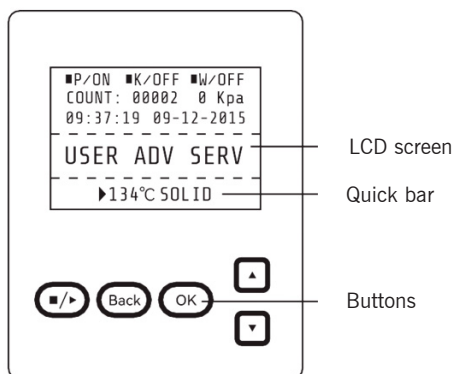 ■P/ON ■K/OFF ■W/OFF
COUNT: 00002 0 Kpa
09:37:19 09-12-2015
USER ADV SERV
▶134℃ SOLID
LCD screen
Quick bar
■/▶ Back OK
▲
▼
Buttons